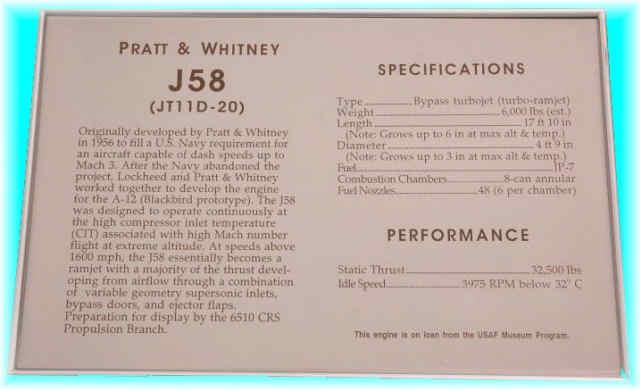 PRATT & WHITNEY
J58
(JT11D-20)
Originally developed by Pratt & Whitney
in 1956 to fill a U.S. Navy requirement for
an aircraft capable of dash speeds up to
Mach 3. After the Navy abandoned the
project, Lockheed and Pratt & Whitney
worked together to develop the engine
for the A-12 (Blackbird prototype). The J58
was designed to operate continuously at
the high compressor inlet temperature
(CIT) associated with high Mach number
flight at extreme altitude. At speeds above
1600 mph, the J58 essentially becomes a
ramjet with a majority of the thrust devel-
oping from airflow through a combination
of variable geometry supersonic inlets,
bypass doors, and ejector flaps.
Preparation for display by the 6510 CRS
Propulsion Branch.
SPECIFICATIONS
Type...............Bypass turbojet (turbo-ramjet)
Weight...............6,000 lbs (est.)
Length...............17 ft 10 in
(Note: Grows up to 6 in at max alt & temp.)
Diameter...............4 ft 9 in
(Note: Grows up to 3 in at max alt & temp.)
Fuel...............JP-7
Combustion Chambers...............8-can annular
Fuel Nozzles...............48 (6 per chamber)
PERFORMANCE
Static Thrust...............32,500 lbs
Idle Speed...............3975 RPM below 32° C
This engine is on loan from the USAF Museum Program.